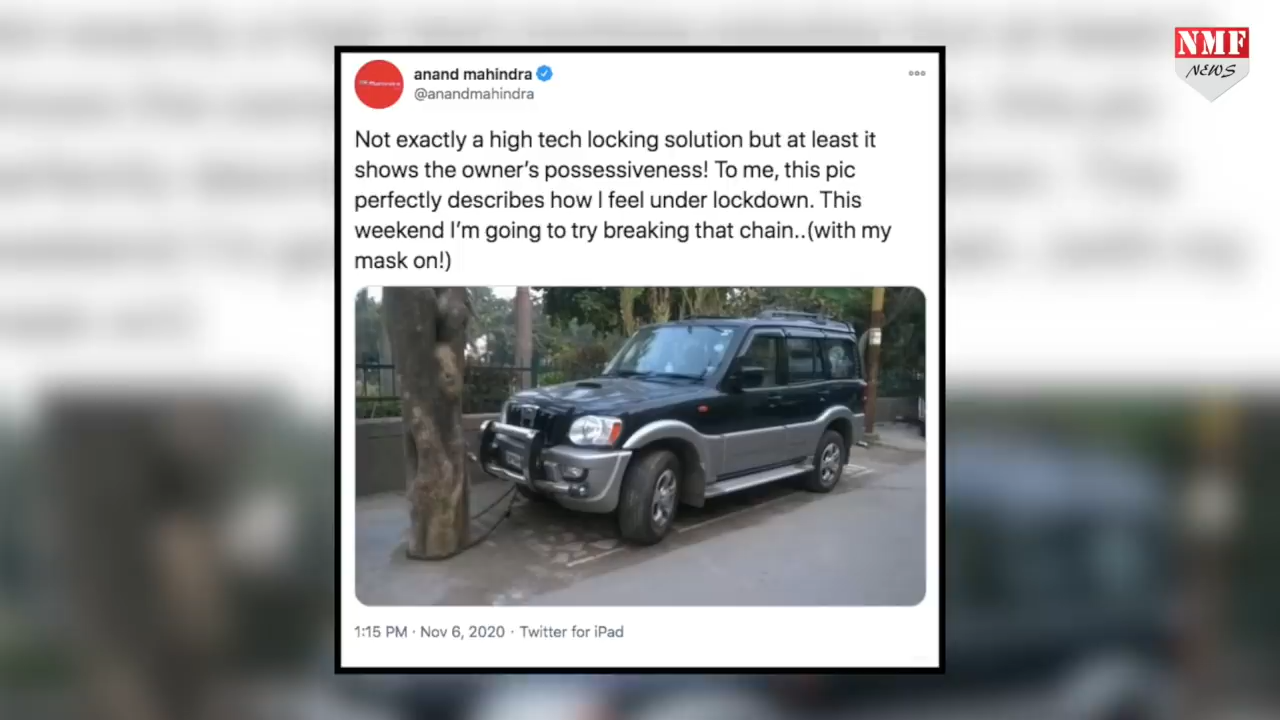 NMF
NEWS
anand mahindra
@anandmahindra
Not exactly a high tech locking solution but at least it
shows the owner’s possessiveness! To me, this pic
perfectly describes how I feel under lockdown. This
weekend I’m going to try breaking that chain..(with my
mask on!)
1:15 PM · Nov 6, 2020 · Twitter for iPad